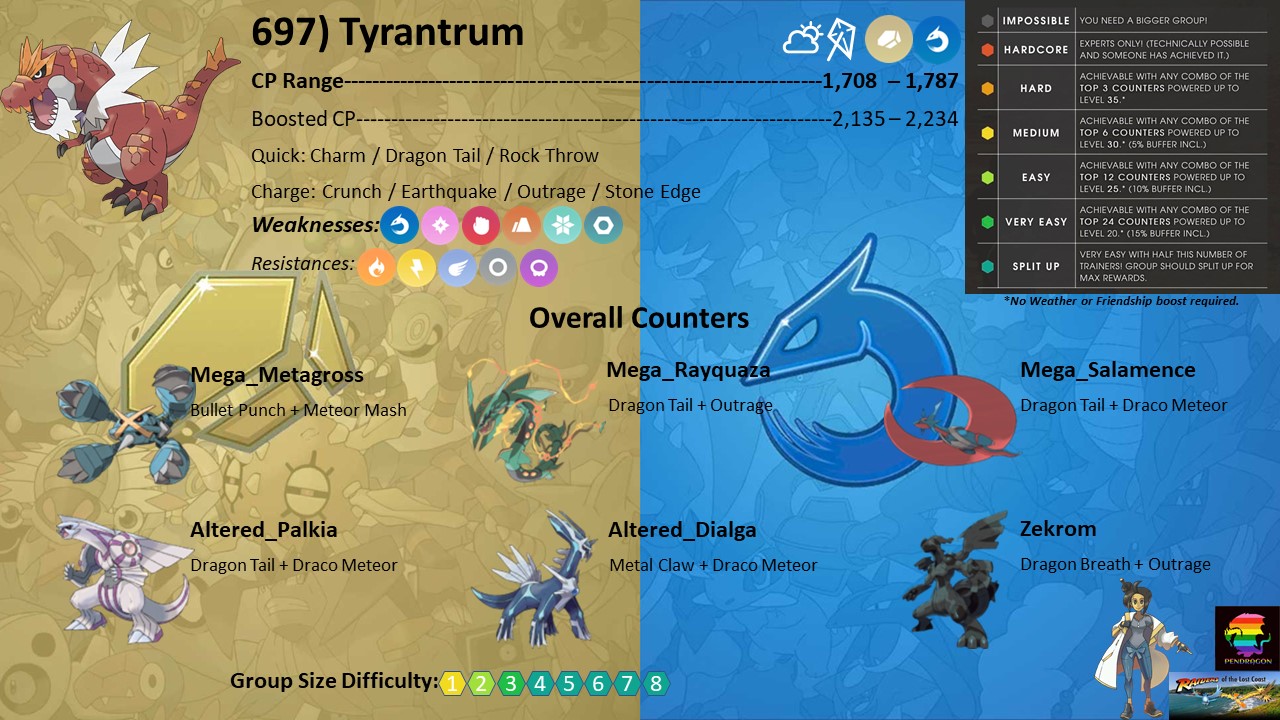 697) Tyrantrum
CP Range--------------------------------------------------------------------1,708 – 1,787
Boosted CP--------------------------------------------------------------------2,135 – 2,234
Quick: Charm / Dragon Tail / Rock Throw
Charge: Crunch / Earthquake / Outrage / Stone Edge
Weaknesses:
Resistances:
IMPOSSIBLE YOU NEED A BIGGER GROUP!
HARDCORE EXPERTS ONLY! (TECHNICALLY POSSIBLE
AND SOMEONE HAS ACHIEVED IT.)
HARD ACHIEVABLE WITH ANY COMBO OF THE
TOP 3 COUNTERS POWERED UP TO
LEVEL 35.*
MEDIUM ACHIEVABLE WITH ANY COMBO OF THE
TOP 6 COUNTERS POWERED UP TO
LEVEL 30.* (5% BUFFER INCL.)
EASY ACHIEVABLE WITH ANY COMBO OF THE
TOP 12 COUNTERS POWERED UP TO
LEVEL 25.* (10% BUFFER INCL.)
VERY EASY ACHIEVABLE WITH ANY COMBO OF THE
TOP 24 COUNTERS POWERED UP TO
LEVEL 20.* (15% BUFFER INCL.)
SPLIT UP VERY EASY WITH HALF THIS NUMBER OF
TRAINERS! GROUP SHOULD SPLIT UP FOR
MAX REWARDS.
*No Weather or Friendship boost required.
Overall Counters
Mega_Metagross
Bullet Punch + Meteor Mash
Mega_Rayquaza
Dragon Tail + Outrage
Mega_Salamence
Dragon Tail + Draco Meteor
Altered_Palkia
Dragon Tail + Draco Meteor
Altered_Dialga
Metal Claw + Draco Meteor
Zekrom
Dragon Breath + Outrage
Group Size Difficulty: 1 2 3 4 5 6 7 8
PENDRAGON
RAIDERS of the Lost Coast